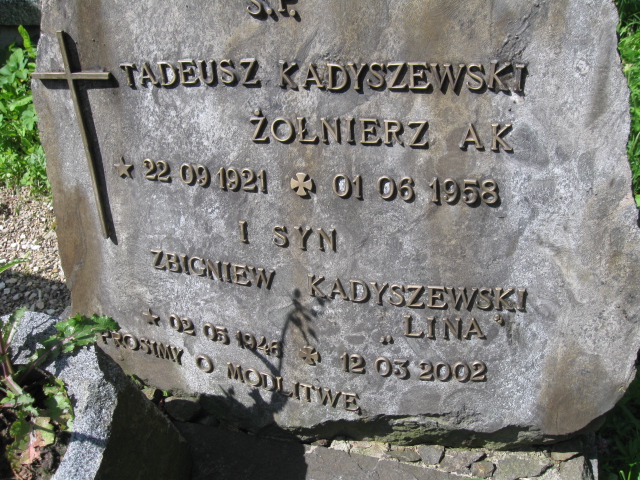 Ś.P.
TADEUSZ KADYSZEWSKI
ŻOŁNIERZ AK
22 09 1921 01 06 1958
I SYN
ZBIGNIEW KADYSZEWSKI
„LINA"
02 05 1946 12 03 2002
PROSIMY O MODLITWĘ